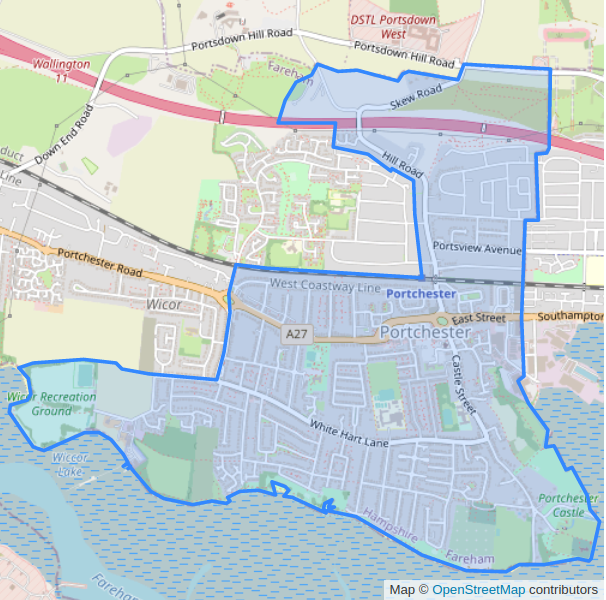 DSTL Portsdown
West
Portsdown Hill Road
Portsdown Hill Road
Wallington
11
Fareham
Skew Road
Down End Road
Hill Road
duct
Line
Portsview Avenue
Portchester Road
West Coastway Line
Portchester
Wicor
East Street
Southampton
A27
Portchester
Castle Street
Wicor Recreation
Ground
White Hart Lane
Wiccor
Lake
Portchester
Castle
Hampshire
Fareham
Fareham
Map © OpenStreetMap contributors